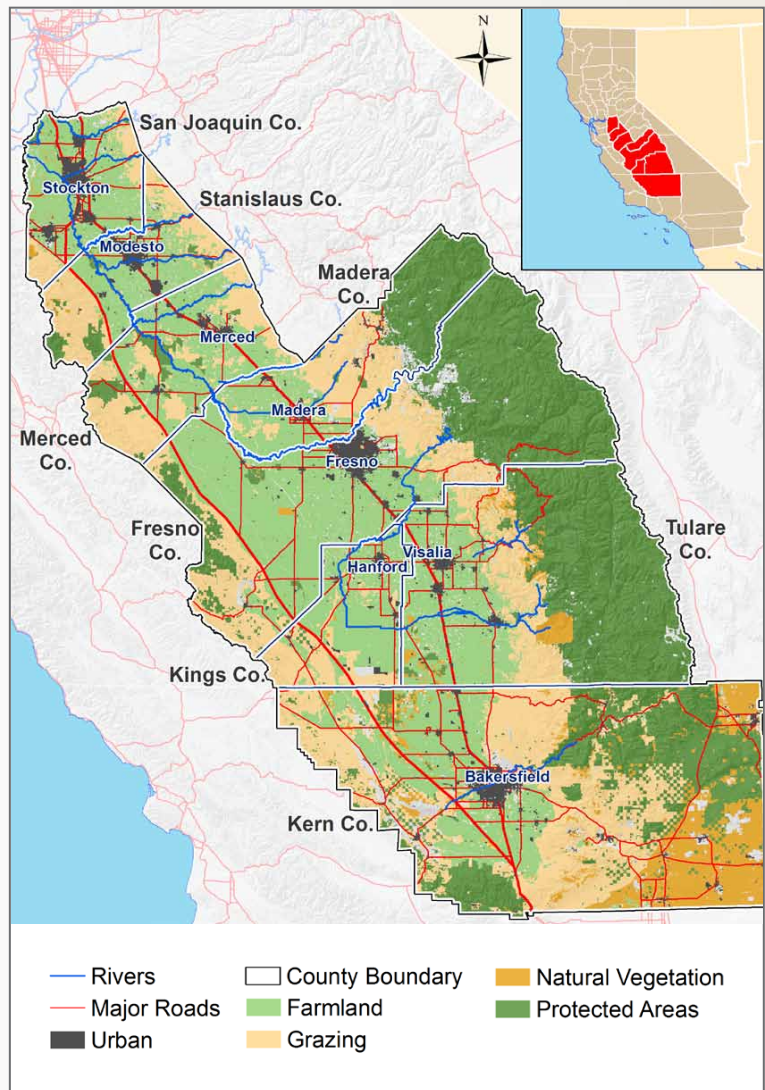 N
San Joaquin Co.
Stockton
Stanislaus Co.
Modesto
Madera
Co.
Merced
Madera
Merced
Co.
Fresno
Fresno
Co.
Tulare
Co.
Visalia
Hanford
Kings Co.
Bakersfield
Kern Co.
Rivers
County Boundary
Natural Vegetation
Major Roads
Farmland
Protected Areas
Urban
Grazing